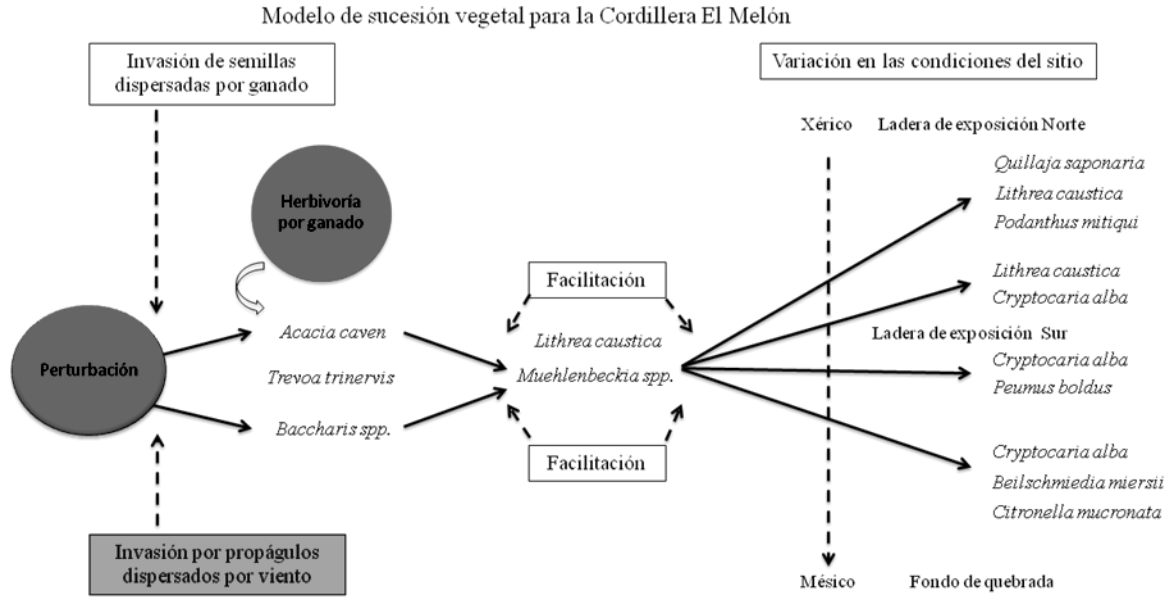 Modelo de sucesión vegetal para la Cordillera El Melón
Invasión de semillas
dispersadas por ganado
Variación en las condiciones del sitio
Xérico
Ladera de exposición Norte
Herbivoría
por ganado
Quillaja saponaria
Lithrea caustica
Podanthus mitiqui
Facilitación
Lithrea caustica
Cryptocaria alba
Perturbación
Acacia caven
Trevoa trinervis
Baccharis spp.
Lithrea caustica
Muehlenbeckia spp.
Ladera de exposición Sur
Cryptocaria alba
Peumus boldus
Facilitación
Cryptocaria alba
Beilschmiedia miersii
Citronella mucronata
Invasión por propágulos
dispersados por viento
Mésico
Fondo de quebrada